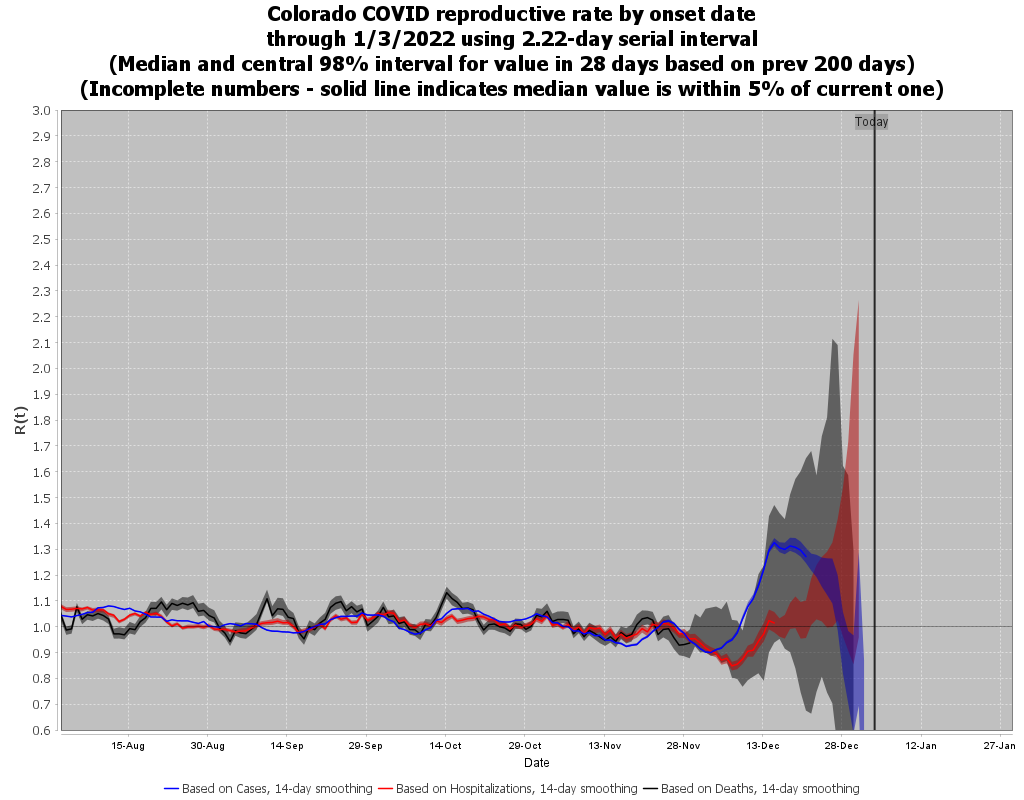 Colorado COVID reproductive rate by onset date
through 1/3/2022 using 2.22-day serial interval
(Median and central 98% interval for value in 28 days based on prev 200 days)
(Incomplete numbers - solid line indicates median value is within 5% of current one)
Today
3.0
2.9
2.8
2.7
2.6
2.5
2.4
2.3
2.2
2.1
2.0
1.9
1.8
1.7
1.6
1.5
1.4
1.3
1.2
1.1
1.0
0.9
0.8
0.7
0.6
R(t)
15-Aug 30-Aug 14-Sep 29-Sep 14-Oct 29-Oct 13-Nov 28-Nov 13-Dec 28-Dec 12-Jan 27-Jan
Date
Based on Cases, 14-day smoothing Based on Hospitalizations, 14-day smoothing Based on Deaths, 14-day smoothing